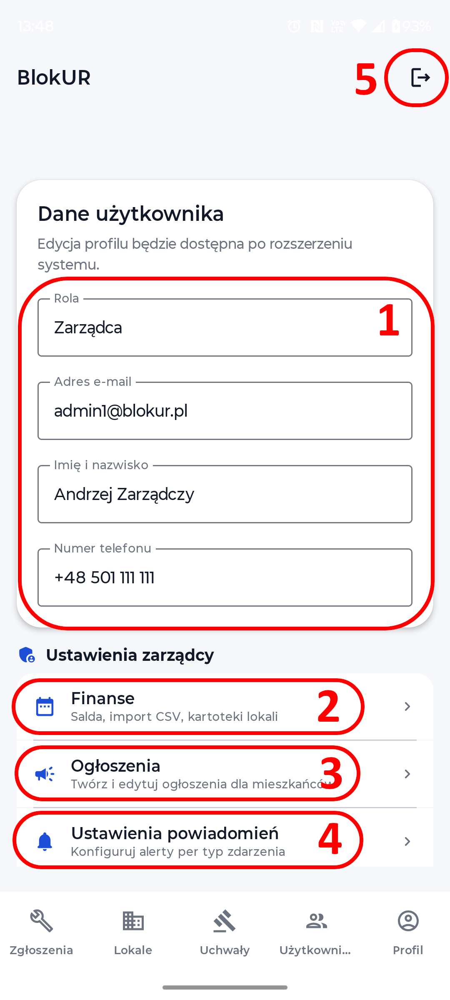 13:48
Vo LTE
93%
BlokUR
5
Dane użytkownika
Edycja profilu będzie dostępna po rozszerzeniu
systemu.
Rola
Zarządca
1
Adres e-mail
admin1@blokur.pl
Imię i nazwisko
Andrzej Zarządczy
Numer telefonu
+48 501 111 111
Ustawienia zarządcy
Finanse
Salda, import CSV, kartoteki lokali
2
Ogłoszenia
Twórz i edytuj ogłoszenia dla mieszkańców
3
Ustawienia powiadomień
Konfiguruj alerty per typ zdarzenia
4
Zgłoszenia
Lokale
Uchwały
Użytkowni...
Profil